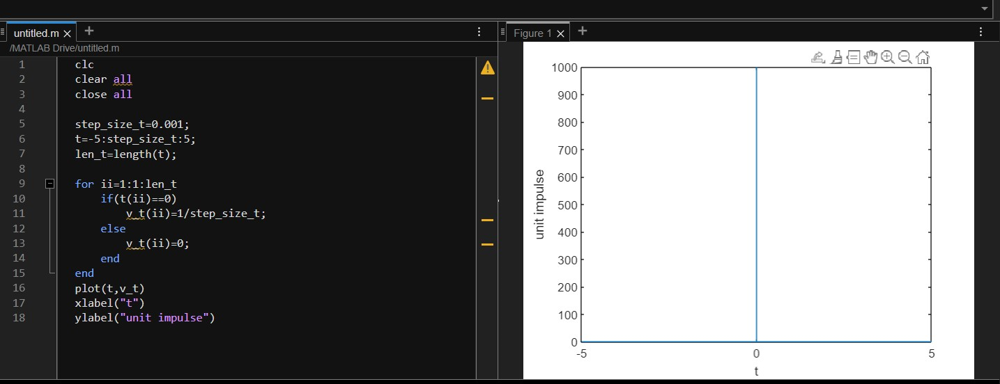 untitled.m
/MATLAB Drive/untitled.m
1 clc
2 clear all
3 close all
4
5 step_size_t=0.001;
6 t=-5:step_size_t:5;
7 len_t=length(t);
8
9 for ii=1:1:len_t
10 if(t(ii)==0)
11 v_t(ii)=1/step_size_t;
12 else
13 v_t(ii)=0;
14 end
15 end
16 plot(t,v_t)
17 xlabel("t")
18 ylabel("unit impulse")
Figure 1
1000
900
800
700
600
500
400
300
200
100
0
unit impulse
-5 0 5
t